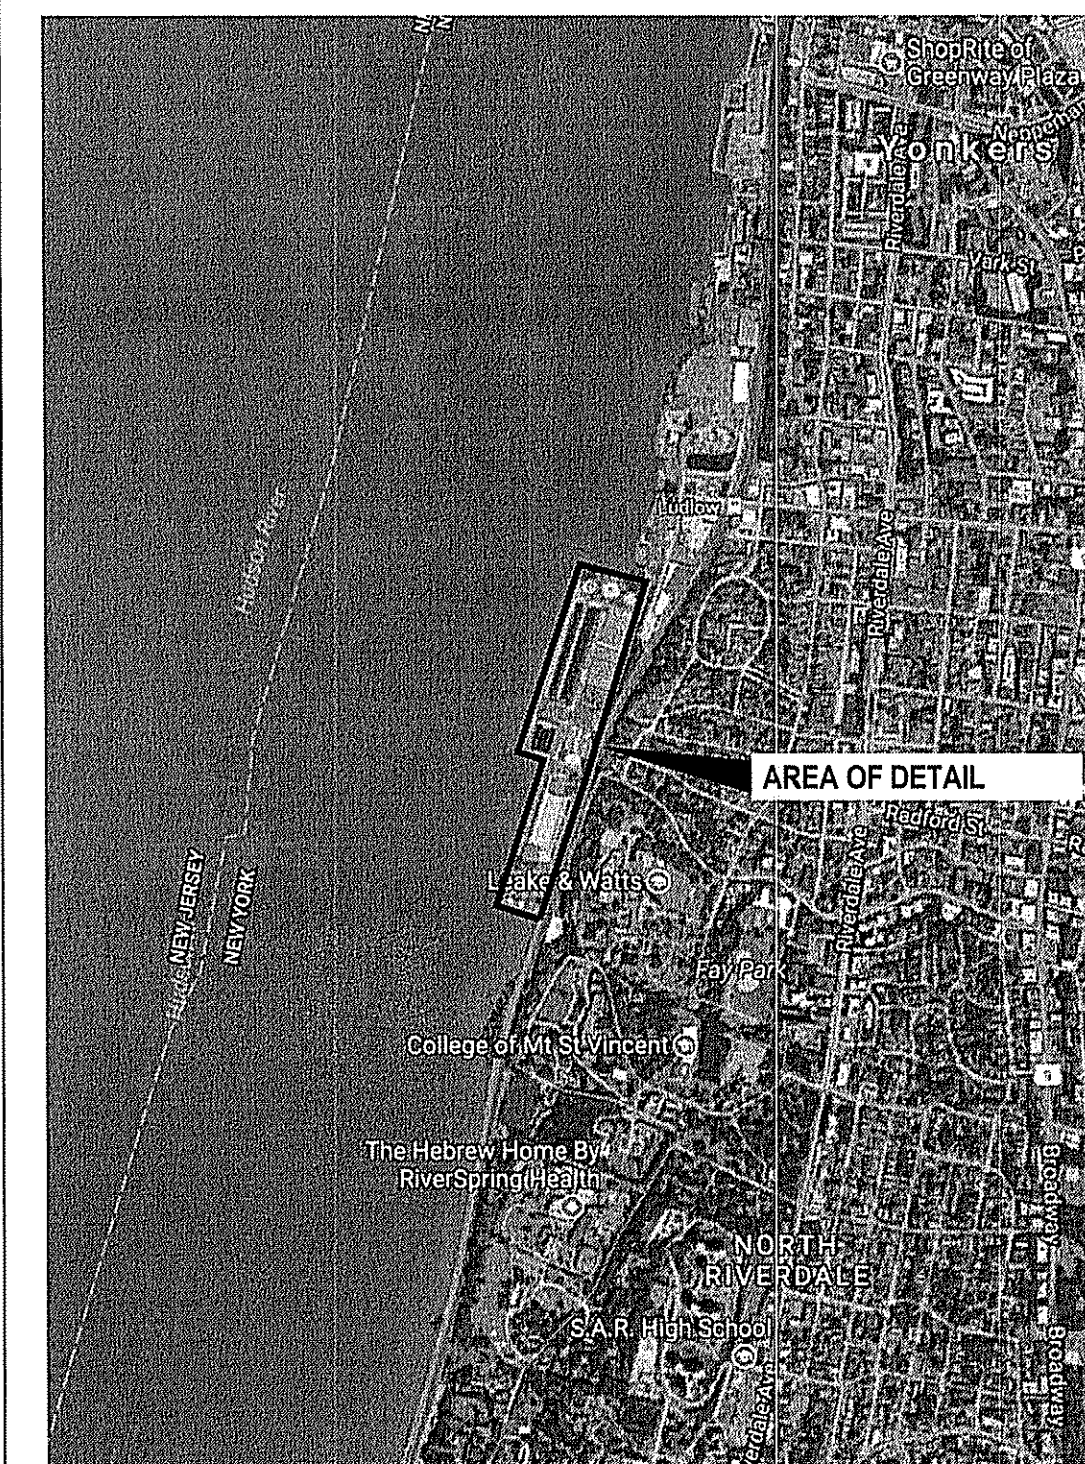 ShopRite of
Greenway Plaza
Yonkers
Riverdale Ave
Vark St
Ludlow
Hudson River
Riverdale Ave
AREA OF DETAIL
Radford St
Riverdale Ave
NEW JERSEY
NEW YORK
Leake & Watts
Fay Park
College of Mt St Vincent
The Hebrew Home By
RiverSpring Health
Broadway
NORTH
RIVERDALE
S.A.R. High School
Broadway